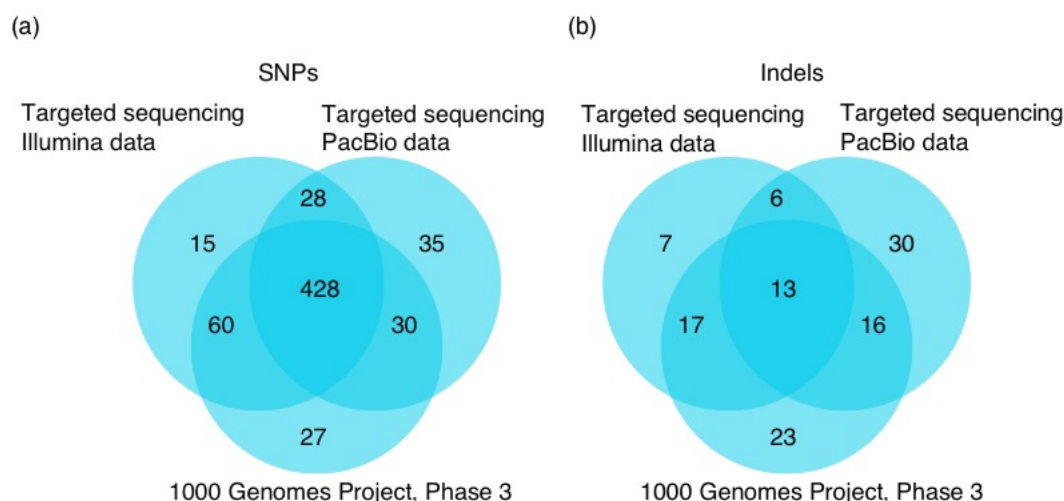 (a)
SNPs
Targeted sequencing
Illumina data
Targeted sequencing
PacBio data
28
15
35
428
60
30
27
1000 Genomes Project, Phase 3
(b)
Indels
Targeted sequencing
Illumina data
Targeted sequencing
PacBio data
6
7
30
13
17
16
23
1000 Genomes Project, Phase 3